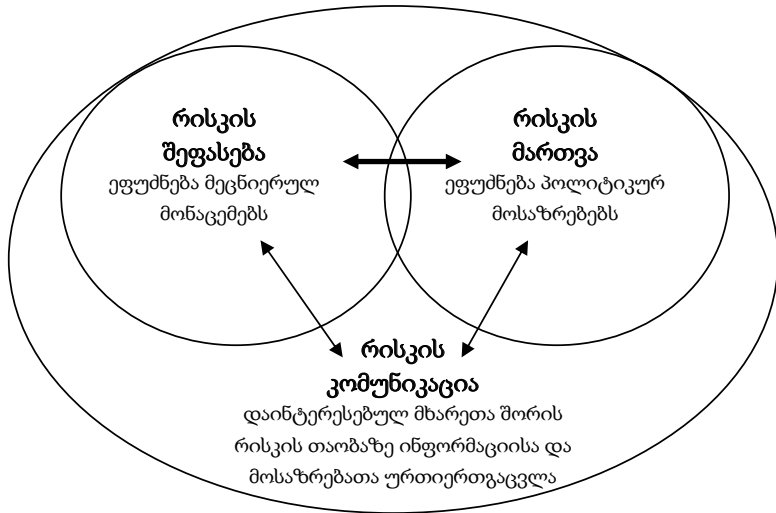 რისკის
შეფასება
ეფუძნება მეცნიერულ
მონაცემებს
რისკის
მართვა
ეფუძნება პოლიტიკურ
მოსაზრებებს
რისკის
კომუნიკაცია
დაინტერესებულ მხარეთა შორის
რისკის თაობაზე ინფორმაციისა და
მოსაზრებათა ურთიერთგაცვლა